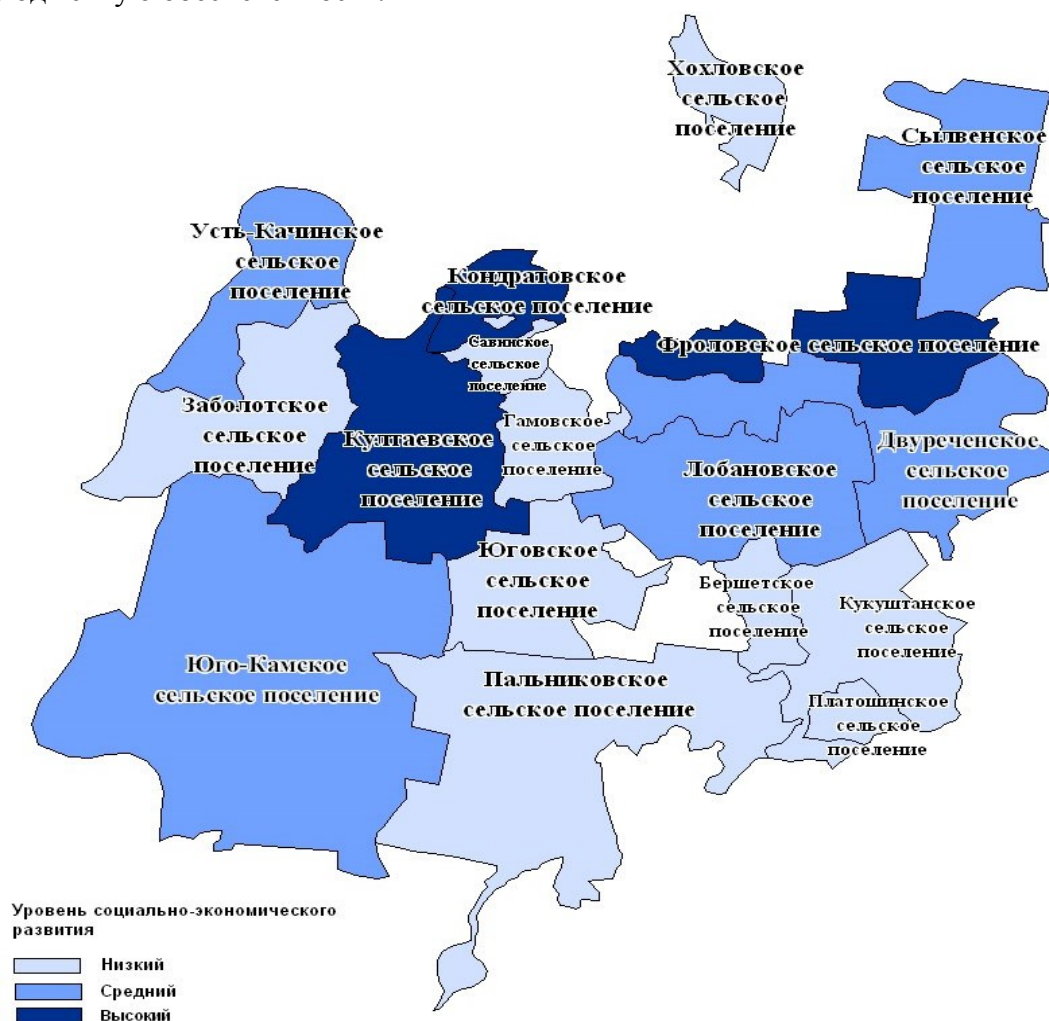 Хохловское
сельское
поселение
Сылвенское
сельское
поселение
Усть-Качинское
сельское
поселение
Кондратовское
сельское поселение
Савинское
сельское
поселение
Фроловское сельское поселение
Заболотское
сельское
поселение
Култаевское
сельское
поселение
Гамовское
сельское
поселение
Лобановское
сельское
поселение
Двуреченское
сельское
поселение
Юговское
сельское
поселение
Бершетское
сельское
поселение
Кукуштанское
сельское
поселение
Юго-Камское
сельское поселение
Пальниковское
сельское поселение
Платошинское
сельское
поселение
Уровень социально-экономического
развития
Низкий
Средний
Высокий